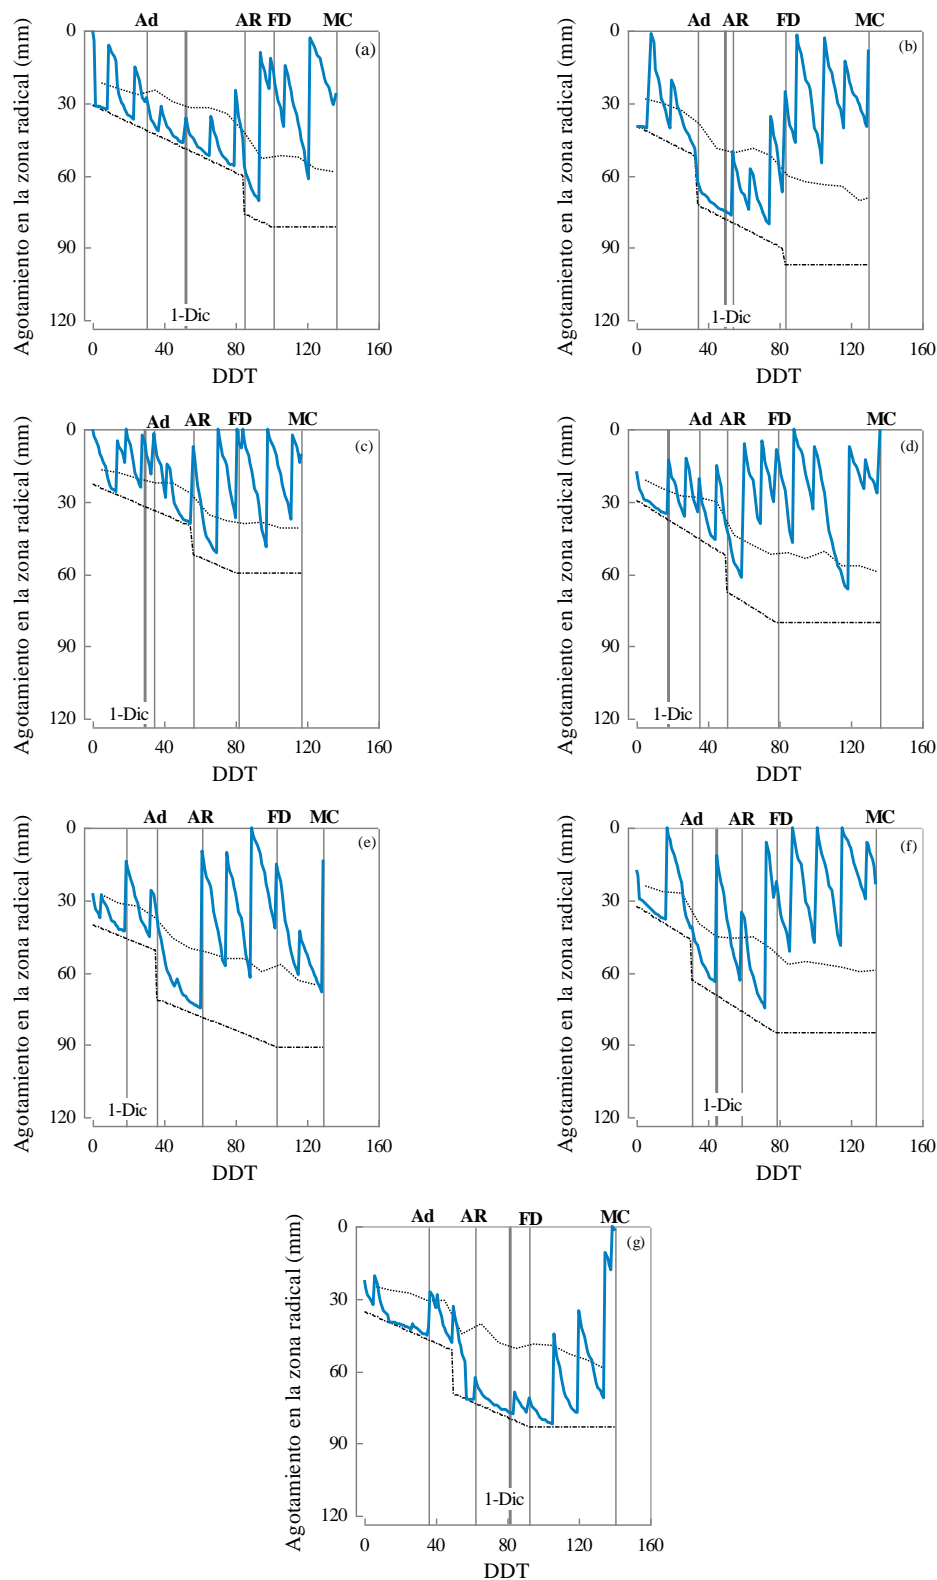 Ad AR FD MC
(a)
Agotamiento en la zona radical (mm)
0
30
60
90
120
1-Dic
0 40 80 120 160
DDT
Ad AR FD MC
(b)
Agotamiento en la zona radical (mm)
0
30
60
90
120
1-Dic
0 40 80 120 160
DDT
Ad AR FD MC
(c)
Agotamiento en la zona radical (mm)
0
30
60
90
120
1-Dic
0 40 80 120 160
DDT
Ad AR FD MC
(d)
Agotamiento en la zona radical (mm)
0
30
60
90
120
1-Dic
0 40 80 120 160
DDT
Ad AR FD MC
(e)
Agotamiento en la zona radical (mm)
0
30
60
90
120
1-Dic
0 40 80 120 160
DDT
Ad AR FD MC
(f)
Agotamiento en la zona radical (mm)
0
30
60
90
120
1-Dic
0 40 80 120 160
DDT
Ad AR FD MC
(g)
Agotamiento en la zona radical (mm)
0
30
60
90
120
1-Dic
0 40 80 120 160
DDT